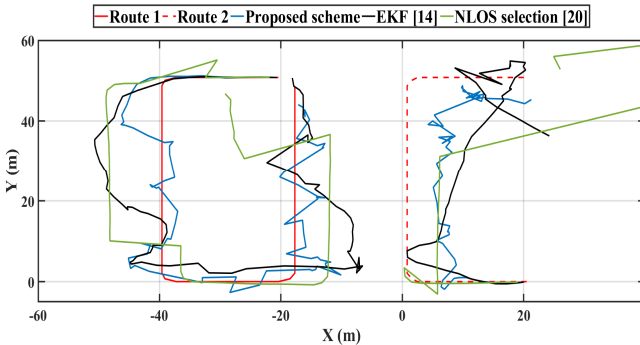 Route 1 Route 2 Proposed scheme EKF [14] NLOS selection [20]
60
40
20
0
Y (m)
-60 -40 -20 0 20
X (m)